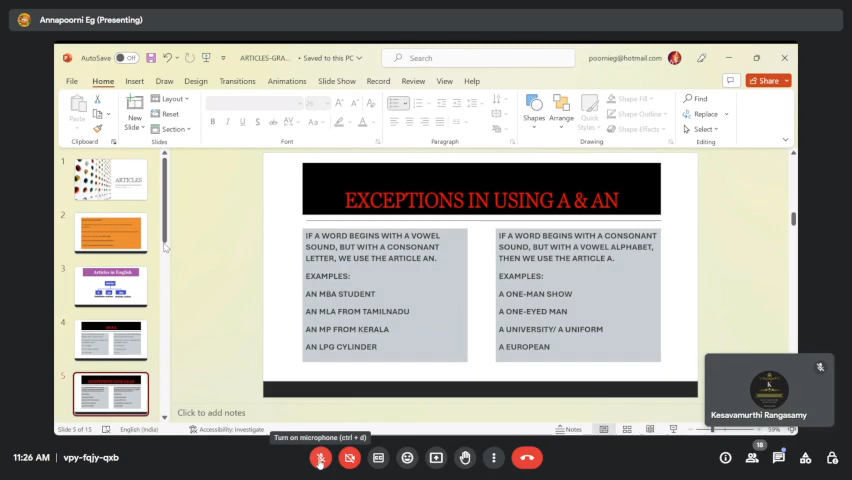 Annapoorni Eg (Presenting)
AutoSave Off ARTICLES-GRA... • Saved to this PC Search poornieg@hotmail.com
File Home Insert Draw Design Transitions Animations Slide Show Record Review View Help Share
Paste New Slide Layout Reset Section Shapes Arrange Quick Styles Shape Fill Shape Outline Shape Effects Find Replace Select
Clipboard Slides Font Paragraph Drawing Editing
1
ARTICLES
2
3
Articles in English
4
5
EXCEPTIONS IN USING A & AN
IF A WORD BEGINS WITH A VOWEL
SOUND, BUT WITH A CONSONANT
LETTER, WE USE THE ARTICLE AN.
EXAMPLES:
AN MBA STUDENT
AN MLA FROM TAMILNADU
AN MP FROM KERALA
AN LPG CYLINDER
IF A WORD BEGINS WITH A CONSONANT
SOUND, BUT WITH A VOWEL ALPHABET,
THEN WE USE THE ARTICLE A.
EXAMPLES:
A ONE-MAN SHOW
A ONE-EYED MAN
A UNIVERSITY/ A UNIFORM
A EUROPEAN
K
Kesavamurthi Rangasamy
Click to add notes
Slide 5 of 15 English (India) Accessibility: Investigate Notes 59%
Turn on microphone (ctrl + d)
11:26 AM vpy-fqjy-qxb
18